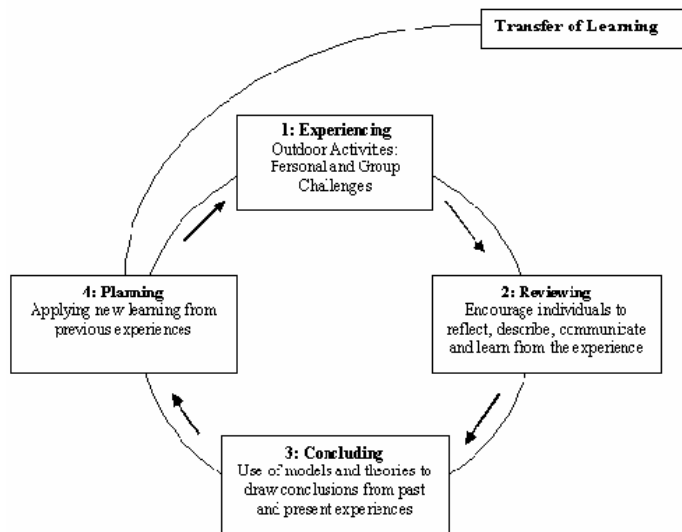 Transfer of Learning
1: Experiencing
Outdoor Activites:
Personal and Group
Challenges
2: Reviewing
Encourage individuals to
reflect, describe, communicate
and learn from the experience
3: Concluding
Use of models and theories to
draw conclusions from past
and present experiences
4: Planning
Applying new learning from
previous experiences